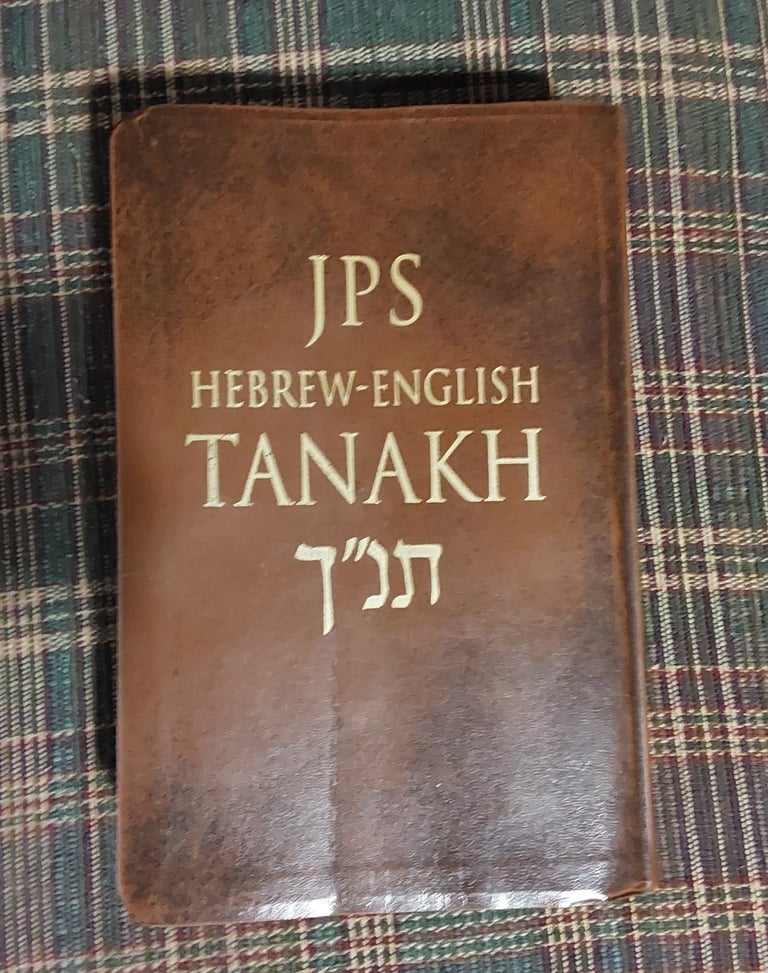 JPS
HEBREW-ENGLISH
TANAKH
תנ״ך